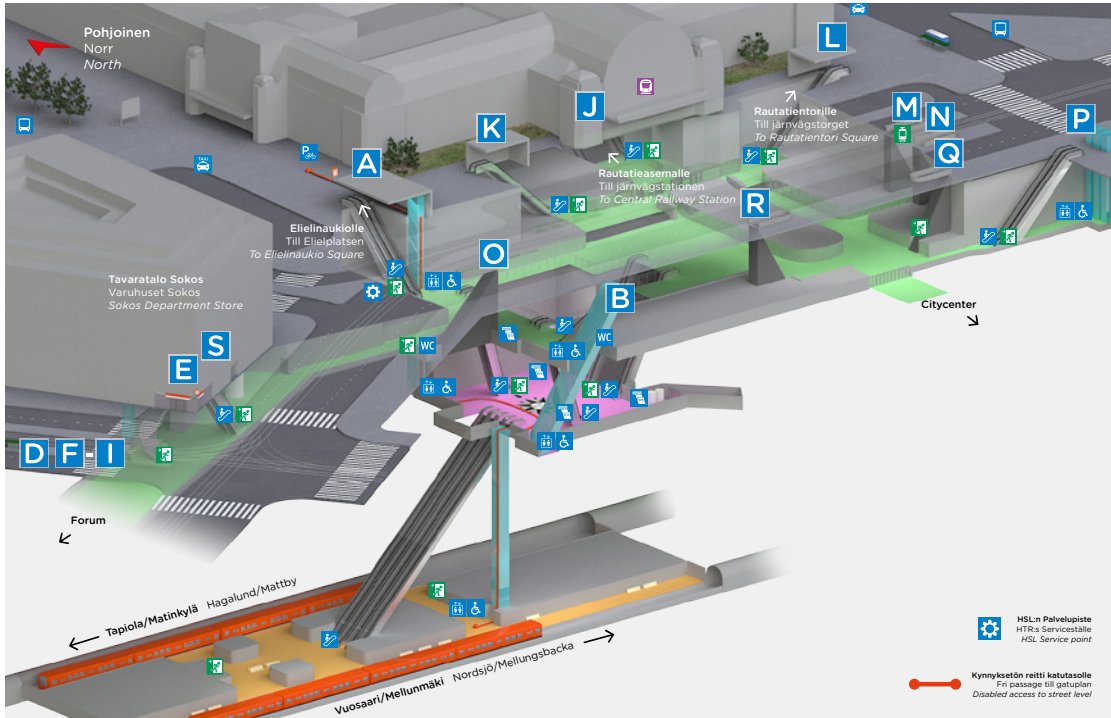 Pohjoinen
Norr
North
L
J
K
M
N
P
Q
A
P
TAXI
Rautatientorille
Till järnvägstorget
To Rautatientori Square
Rautatieasemalle
Till järnvägstationen
To Central Railway Station
R
Elielinaukiolle
Till Elielplatsen
To Elielinaukio Square
O
Tavaratalo Sokos
Varuhuset Sokos
Sokos Department Store
B
Citycenter
WC
WC
S
E
D F-I
Forum
Tapiola/Matinkylä Hagalund/Mattby
Vuosaari/Mellunmäki Nordsjö/Mellungsbacka
HSL:n Palvelupiste
HTR:s Serviceställe
HSL Service point
Kynnyksetön reitti katutasolle
Fri passage till gatuplan
Disabled access to street level